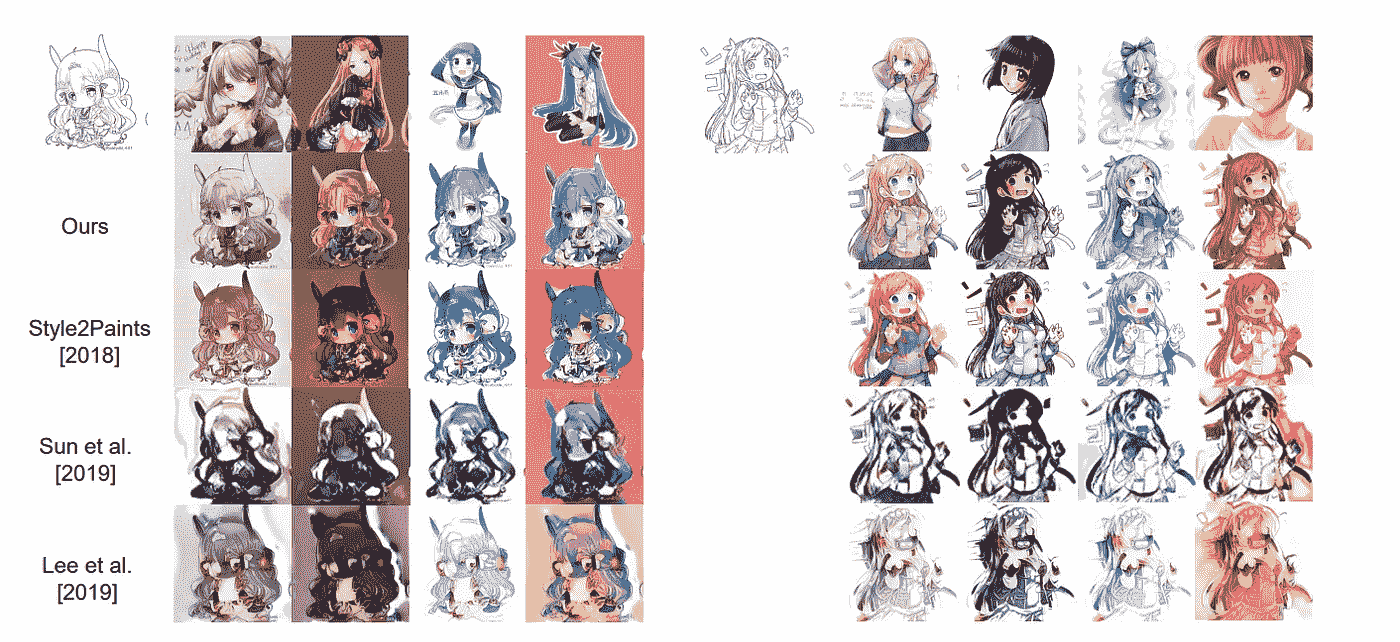 Ours
Style2Paints
[2018]
Sun et al.
[2019]
Lee et al.
[2019]